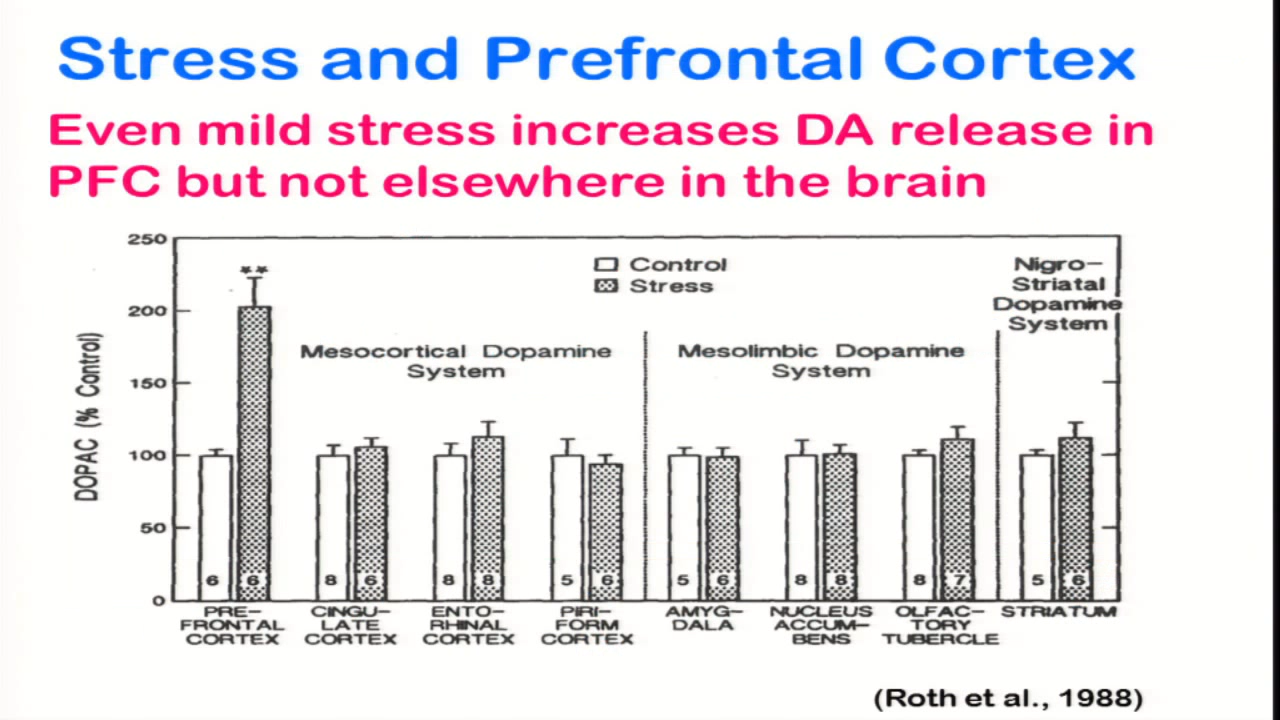 Stress and Prefrontal Cortex
Even mild stress increases DA release in
PFC but not elsewhere in the brain
250
200
150
100
50
0
DOPAC (% Control)
**
Control
Stress
Mesocortical Dopamine
System
Mesolimbic Dopamine
System
Nigro-
Striatal
Dopamine
System
6 6 8 6 8 8 5 6 5 6 8 8 8 7 5 6
PRE-
FRONTAL
CORTEX
CINGU-
LATE
CORTEX
ENTO-
RHINAL
CORTEX
PIRI-
FORM
CORTEX
AMYG-
DALA
NUCLEUS
ACCUM-
BENS
OLFAC-
TORY
TUBERCLE
STRIATUM
(Roth et al., 1988)